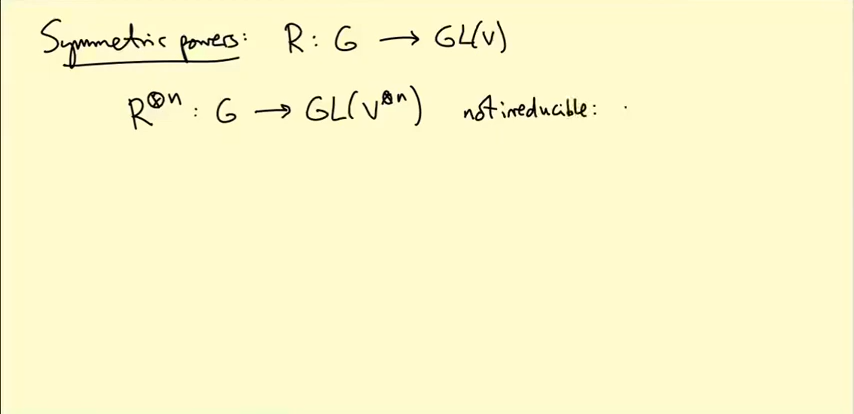 Symmetric powers: R : G → GL(V)
R^{⊗n} : G → GL(V^{⊗n}) not irreducible: